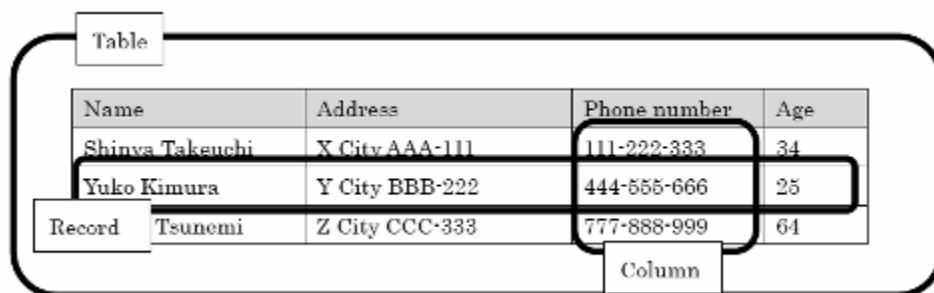 Table
Name Address Phone number Age
Shinya Takeuchi X City AAA-111 111-222-333 34
Yuko Kimura Y City BBB-222 444-555-666 25
Record Tsunemi Z City CCC-333 777-888-999 64
Column